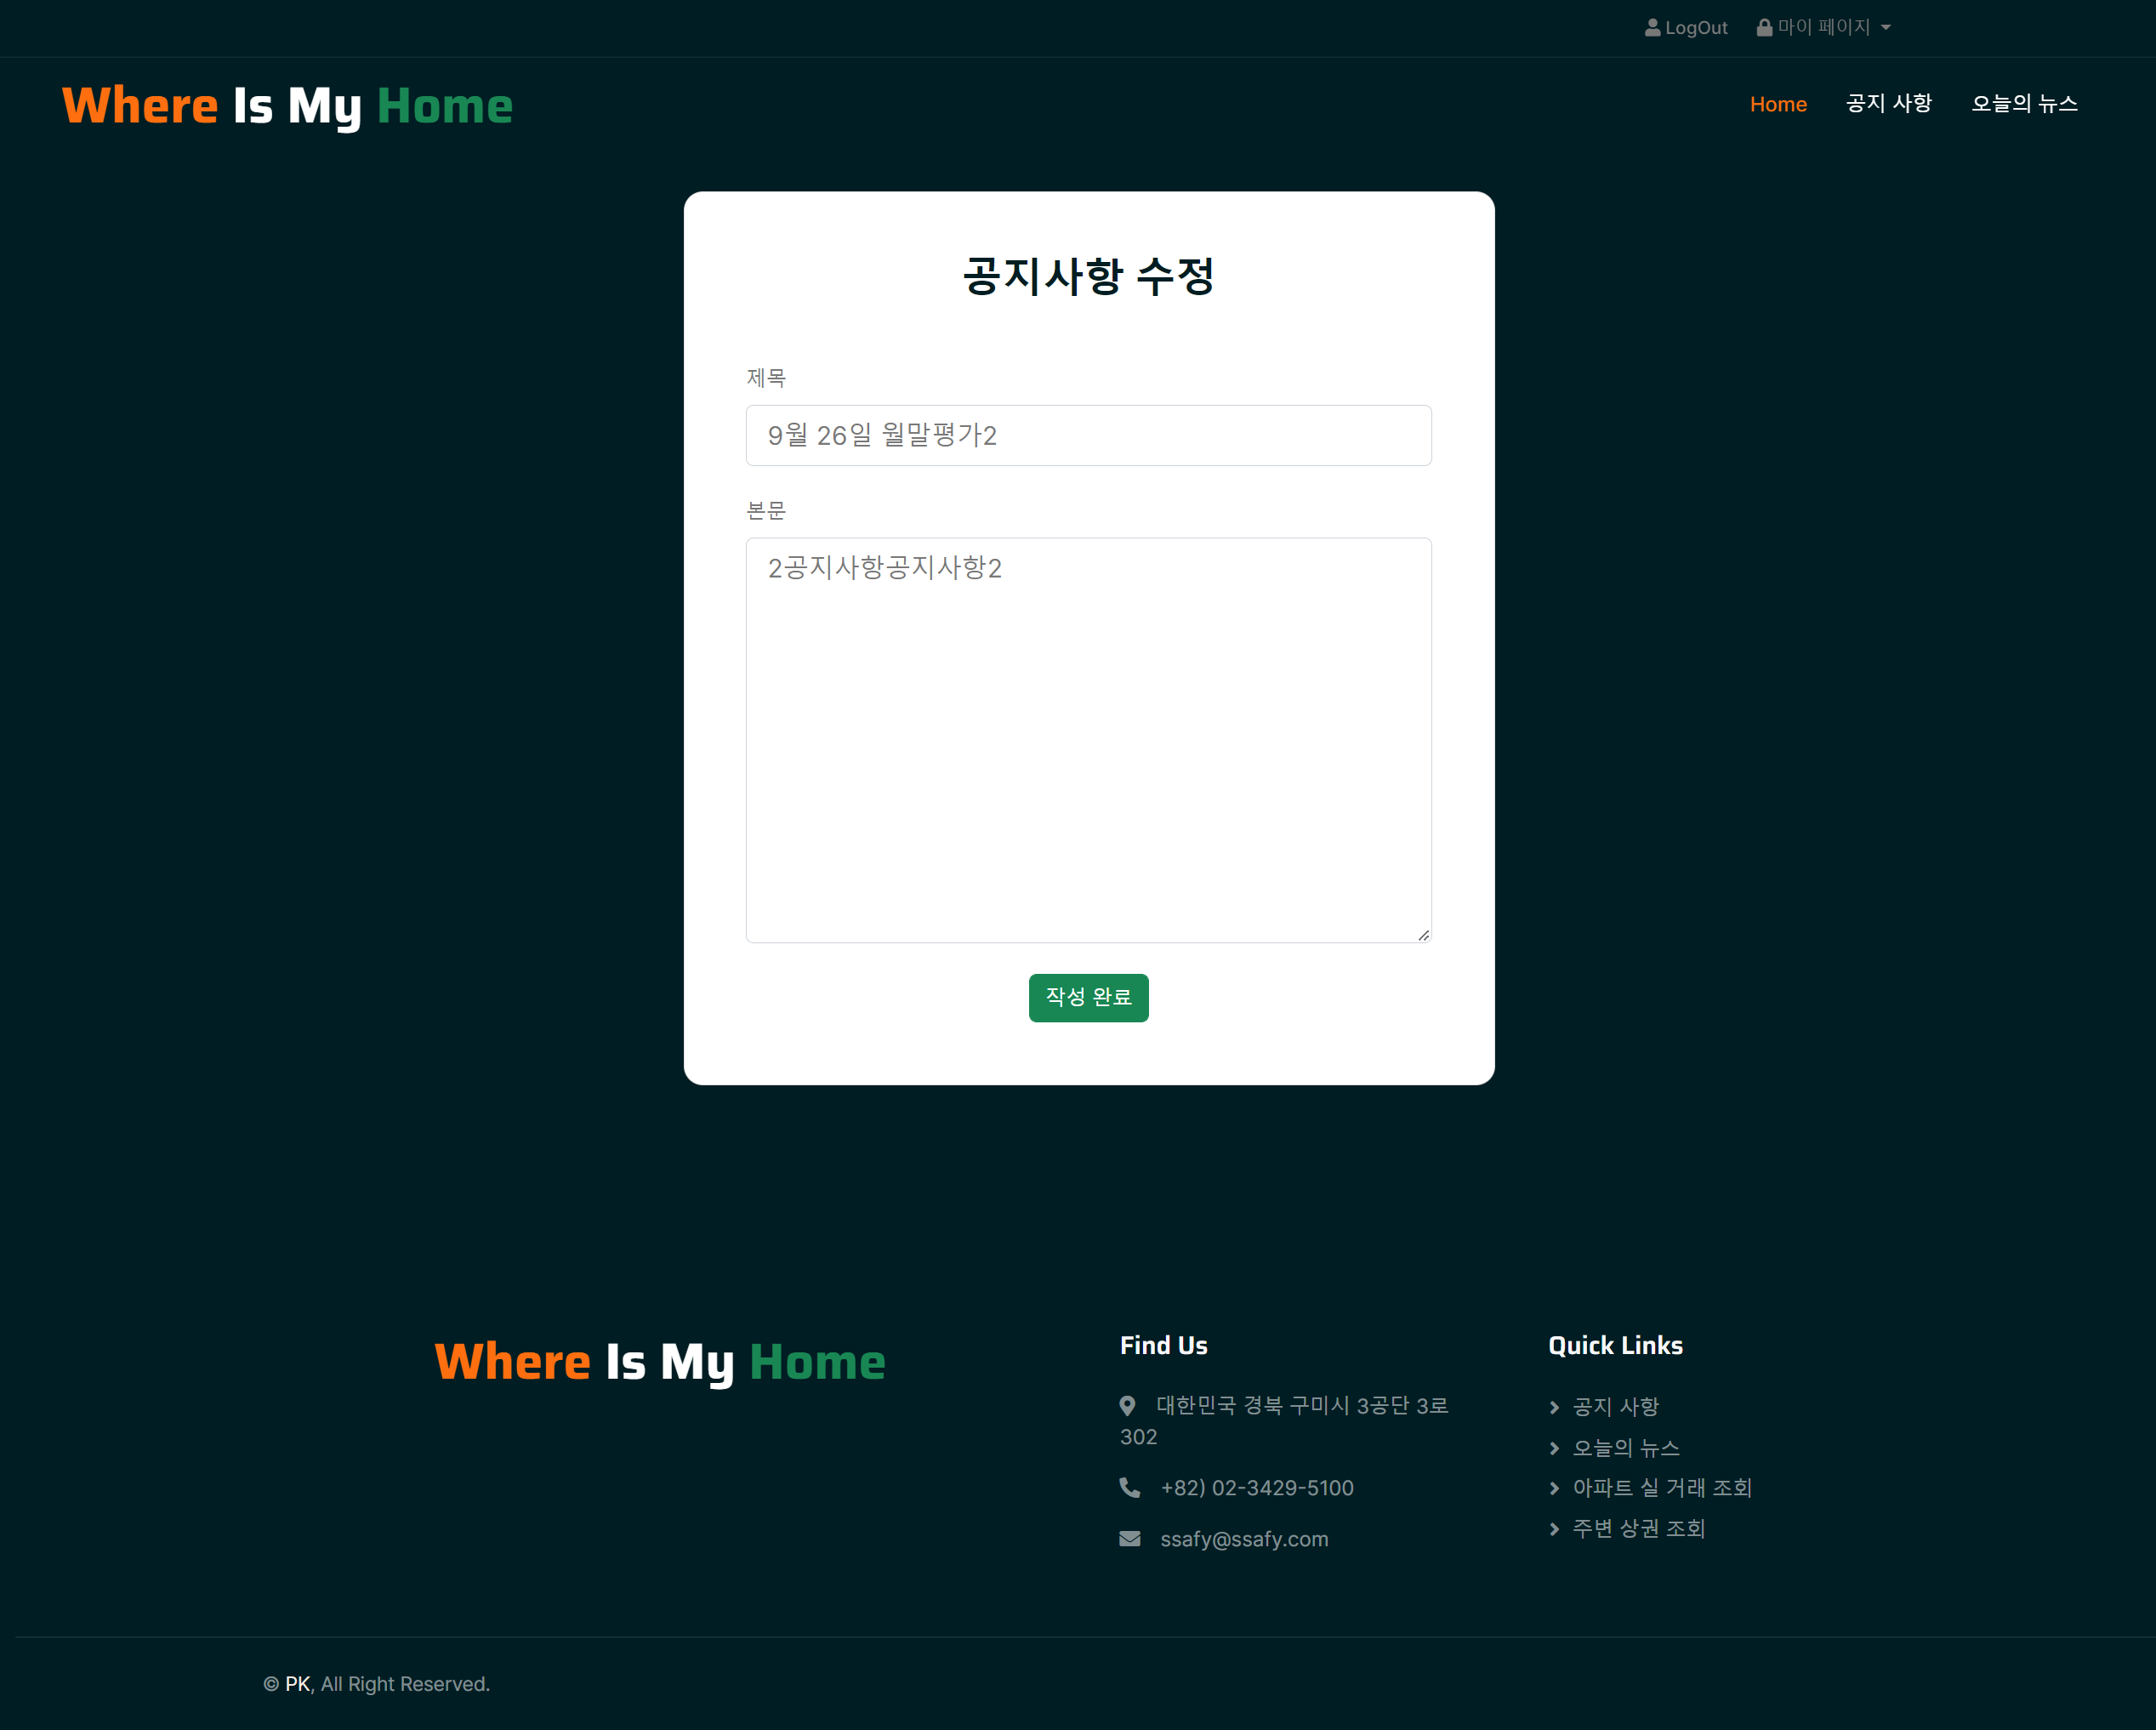 LogOut 마이 페이지
Where Is My Home
Home 공지 사항 오늘의 뉴스
공지사항 수정
제목
9월 26일 월말평가2
본문
2공지사항공지사항2
작성 완료
Where Is My Home
Find Us
대한민국 경북 구미시 3공단 3로
302
+82) 02-3429-5100
ssafy@ssafy.com
Quick Links
공지 사항
오늘의 뉴스
아파트 실 거래 조회
주변 상권 조회
© PK, All Right Reserved.